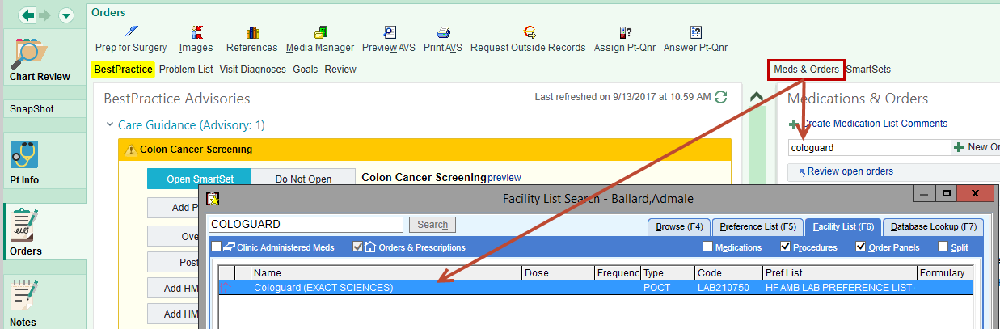 Orders
Prep for Surgery Images References Media Manager Preview AVS Print AVS Request Outside Records Assign Pt-Qnr Answer Pt-Qnr
BestPractice Problem List Visit Diagnoses Goals Review Meds & Orders SmartSets
Chart Review
SnapShot
Pt Info
Orders
Notes
BestPractice Advisories
Last refreshed on 9/13/2017 at 10:59 AM
Care Guidance (Advisory: 1)
Colon Cancer Screening
Open SmartSet Do Not Open Colon Cancer Screening preview
Add P
Ove
Post
Add HM
Add HM
Medications & Orders
Create Medication List Comments
cologuard New Or
Review open orders
Facility List Search - Ballard,Admale
COLOGUARD Search
Browse (F4) Preference List (F5) Facility List (F6) Database Lookup (F7)
Clinic Administered Meds Orders & Prescriptions Medications Procedures Order Panels Split
Name Dose Frequenc Type Code Pref List Formulary
Cologuard (EXACT SCIENCES) POCT LAB210750 HF AMB LAB PREFERENCE LIST